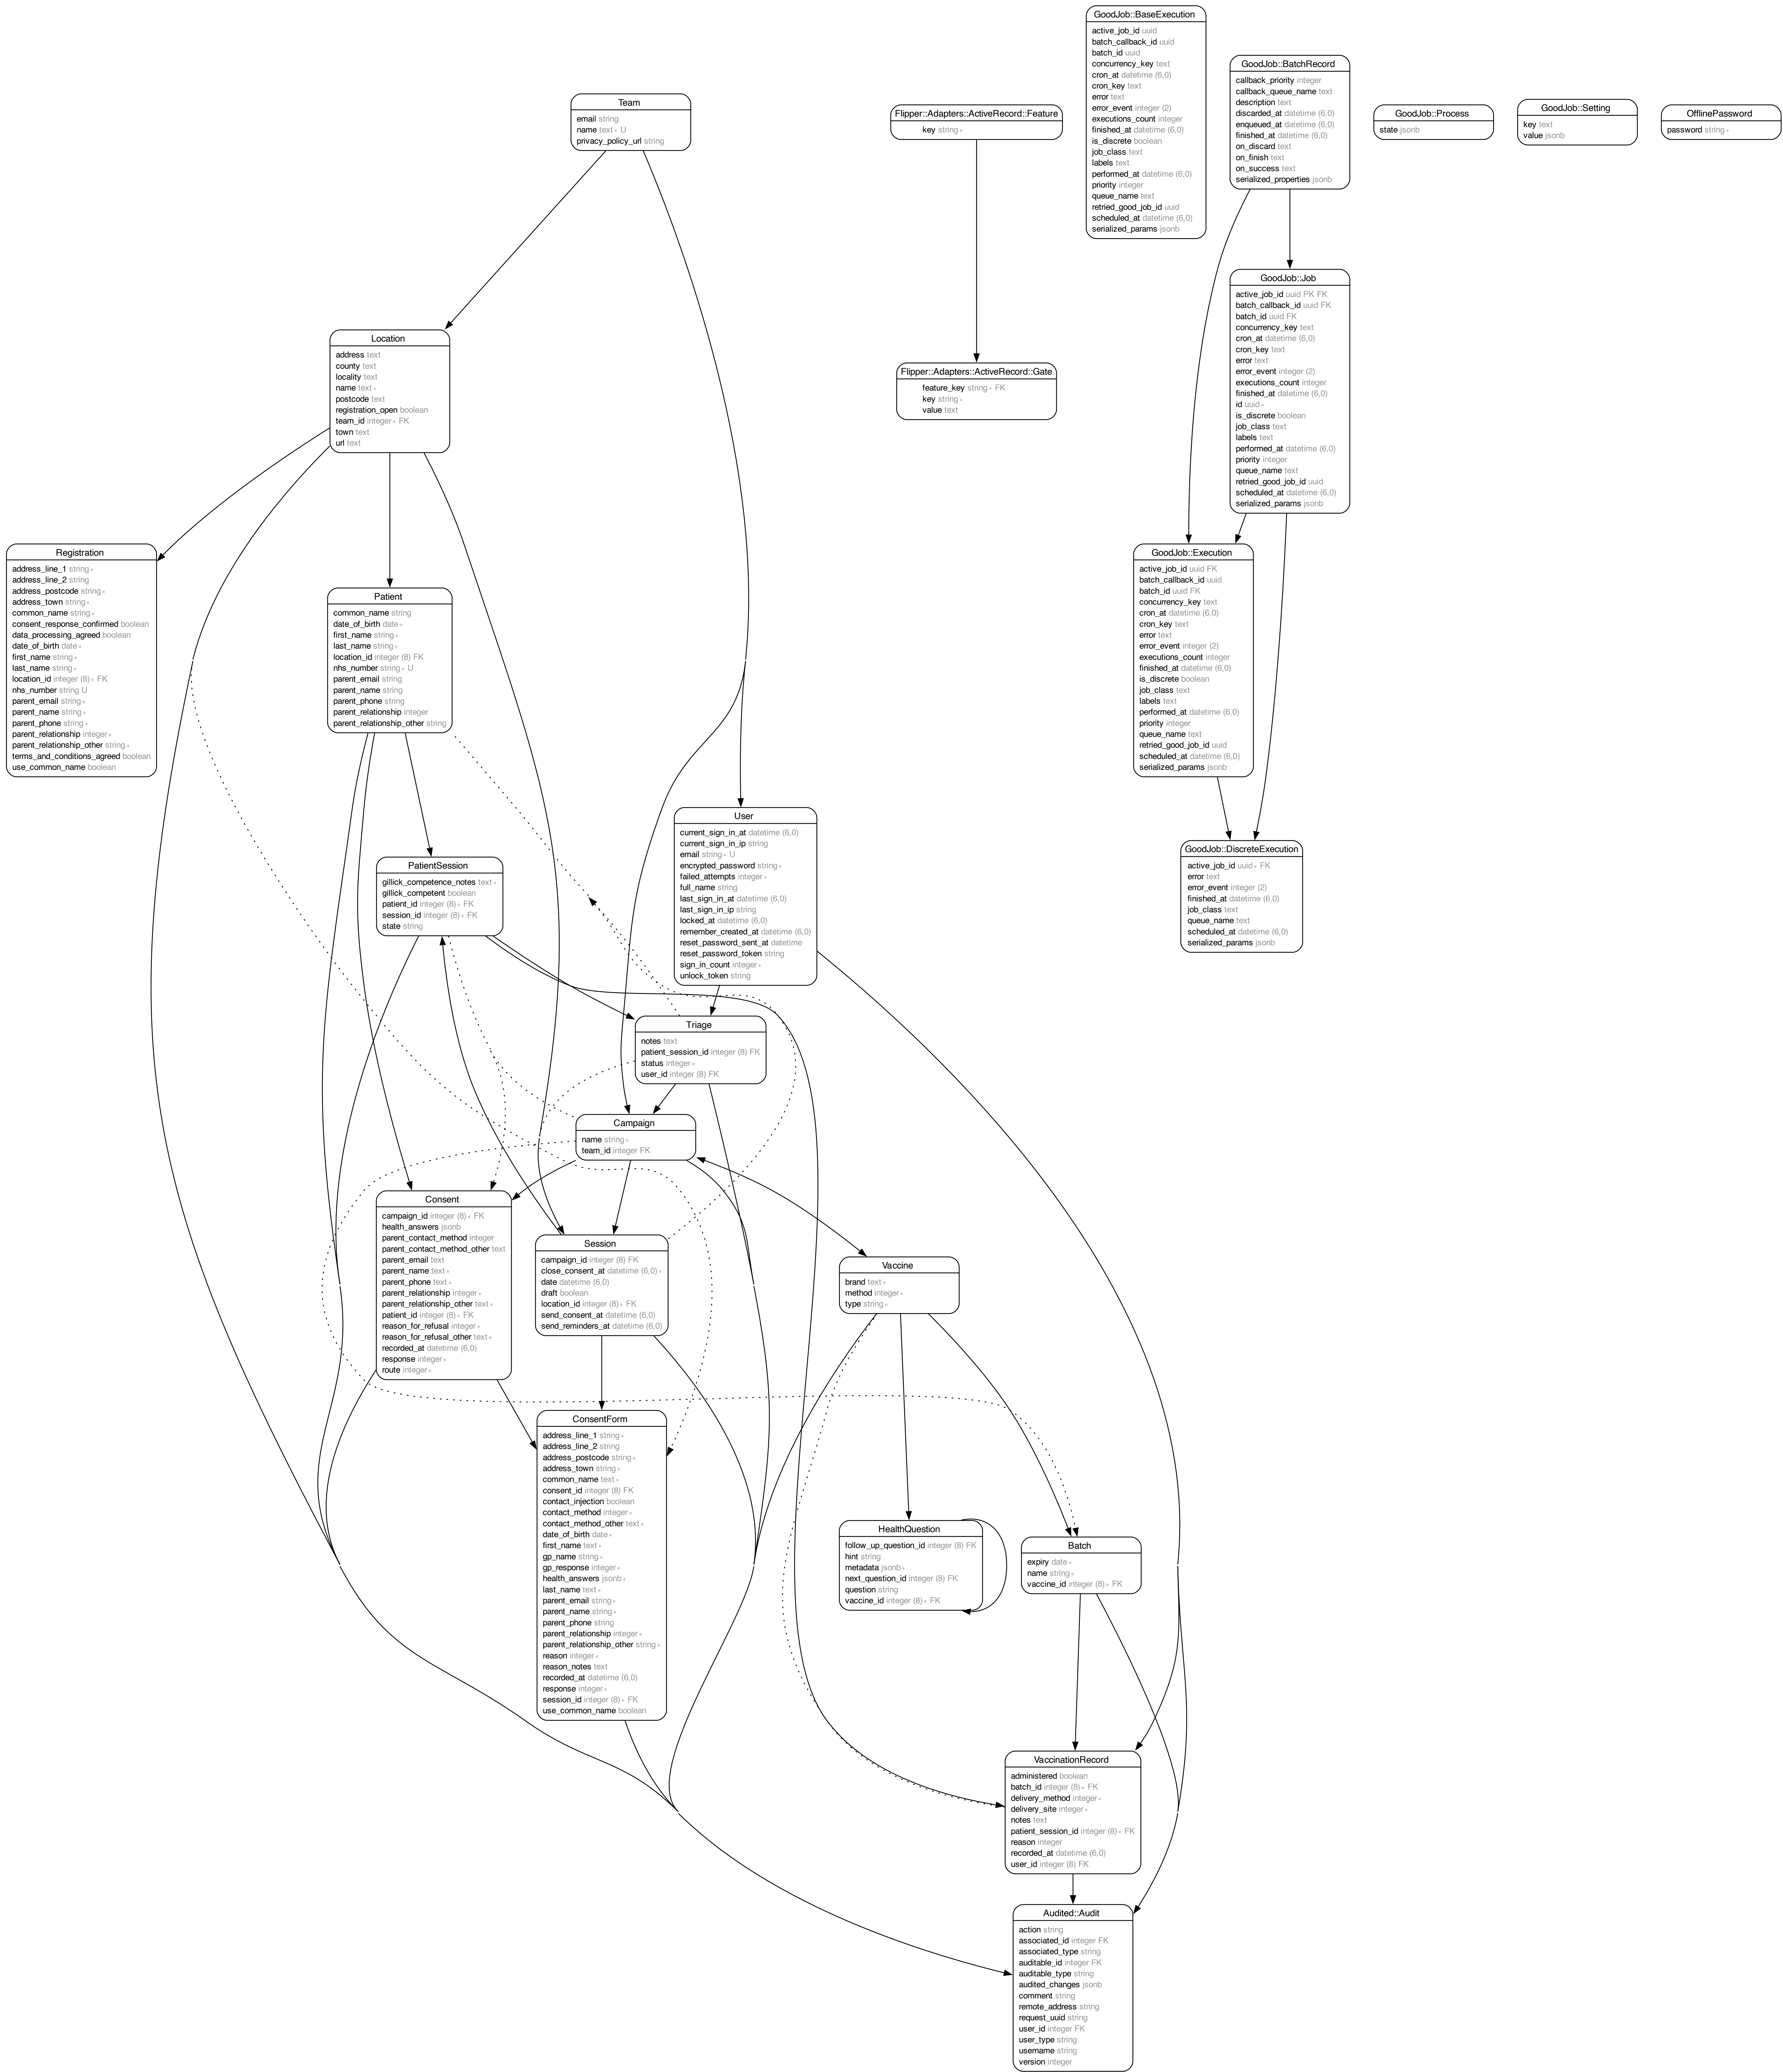 GoodJob::BaseExecution
active_job_id uuid
batch_callback_id uuid
batch_id uuid
concurrency_key text
cron_at datetime (6,0)
cron_key text
error text
error_event integer (2)
executions_count integer
finished_at datetime (6,0)
is_discrete boolean
job_class text
labels text
performed_at datetime (6,0)
priority integer
queue_name text
retried_good_job_id uuid
scheduled_at datetime (6,0)
serialized_params jsonb
GoodJob::BatchRecord
callback_priority integer
callback_queue_name text
description text
discarded_at datetime (6,0)
enqueued_at datetime (6,0)
finished_at datetime (6,0)
on_discard text
on_finish text
on_success text
serialized_properties jsonb
Team
email string
name text∗ U
privacy_policy_url string
Flipper::Adapters::ActiveRecord::Feature
key string∗
GoodJob::Process
state jsonb
GoodJob::Setting
key text
value jsonb
OfflinePassword
password string∗
GoodJob::Job
active_job_id uuid PK FK
batch_callback_id uuid FK
batch_id uuid FK
concurrency_key text
cron_at datetime (6,0)
cron_key text
error text
error_event integer (2)
executions_count integer
finished_at datetime (6,0)
id uuid∗
is_discrete boolean
job_class text
labels text
performed_at datetime (6,0)
priority integer
queue_name text
retried_good_job_id uuid
scheduled_at datetime (6,0)
serialized_params jsonb
Location
address text
county text
locality text
name text∗
postcode text
registration_open boolean
team_id integer∗ FK
town text
url text
Flipper::Adapters::ActiveRecord::Gate
feature_key string∗ FK
key string∗
value text
Registration
address_line_1 string∗
address_line_2 string
address_postcode string∗
address_town string∗
common_name string∗
consent_response_confirmed boolean
data_processing_agreed boolean
date_of_birth date∗
first_name string∗
last_name string∗
location_id integer (8)∗ FK
nhs_number string U
parent_email string∗
parent_name string∗
parent_phone string∗
parent_relationship integer∗
parent_relationship_other string∗
terms_and_conditions_agreed boolean
use_common_name boolean
Patient
common_name string
date_of_birth date∗
first_name string∗
last_name string∗
location_id integer (8) FK
nhs_number string∗ U
parent_email string
parent_name string
parent_phone string
parent_relationship integer
parent_relationship_other string
GoodJob::Execution
active_job_id uuid FK
batch_callback_id uuid
batch_id uuid FK
concurrency_key text
cron_at datetime (6,0)
cron_key text
error text
error_event integer (2)
executions_count integer
finished_at datetime (6,0)
is_discrete boolean
job_class text
labels text
performed_at datetime (6,0)
priority integer
queue_name text
retried_good_job_id uuid
scheduled_at datetime (6,0)
serialized_params jsonb
User
current_sign_in_at datetime (6,0)
current_sign_in_ip string
email string∗ U
encrypted_password string∗
failed_attempts integer∗
full_name string
last_sign_in_at datetime (6,0)
last_sign_in_ip string
locked_at datetime (6,0)
remember_created_at datetime (6,0)
reset_password_sent_at datetime
reset_password_token string
sign_in_count integer∗
unlock_token string
PatientSession
gillick_competence_notes text∗
gillick_competent boolean
patient_id integer (8)∗ FK
session_id integer (8)∗ FK
state string
GoodJob::DiscreteExecution
active_job_id uuid∗ FK
error text
error_event integer (2)
finished_at datetime (6,0)
job_class text
queue_name text
scheduled_at datetime (6,0)
serialized_params jsonb
Triage
notes text
patient_session_id integer (8) FK
status integer∗
user_id integer (8) FK
Campaign
name string∗
team_id integer FK
Consent
campaign_id integer (8)∗ FK
health_answers jsonb
parent_contact_method integer
parent_contact_method_other text
parent_email text
parent_name text∗
parent_phone text∗
parent_relationship integer∗
parent_relationship_other text∗
patient_id integer (8)∗ FK
reason_for_refusal integer∗
reason_for_refusal_other text∗
recorded_at datetime (6,0)
response integer∗
route integer∗
Session
campaign_id integer (8) FK
close_consent_at datetime (6,0)∗
date datetime (6,0)
draft boolean
location_id integer (8)∗ FK
send_consent_at datetime (6,0)
send_reminders_at datetime (6,0)
Vaccine
brand text∗
method integer∗
type string∗
ConsentForm
address_line_1 string∗
address_line_2 string
address_postcode string∗
address_town string∗
common_name text∗
consent_id integer (8) FK
contact_injection boolean
contact_method integer∗
contact_method_other text∗
date_of_birth date∗
first_name text∗
gp_name string∗
gp_response integer∗
health_answers jsonb∗
last_name text∗
parent_email string∗
parent_name string∗
parent_phone string
parent_relationship integer∗
parent_relationship_other string∗
reason integer∗
reason_notes text
recorded_at datetime (6,0)
response integer∗
session_id integer (8)∗ FK
use_common_name boolean
HealthQuestion
follow_up_question_id integer (8) FK
hint string
metadata jsonb∗
next_question_id integer (8) FK
question string
vaccine_id integer (8)∗ FK
Batch
expiry date∗
name string∗
vaccine_id integer (8)∗ FK
VaccinationRecord
administered boolean
batch_id integer (8)∗ FK
delivery_method integer∗
delivery_site integer∗
notes text
patient_session_id integer (8)∗ FK
reason integer
recorded_at datetime (6,0)
user_id integer (8) FK
Audited::Audit
action string
associated_id integer FK
associated_type string
auditable_id integer FK
auditable_type string
audited_changes jsonb
comment string
remote_address string
request_uuid string
user_id integer FK
user_type string
username string
version integer